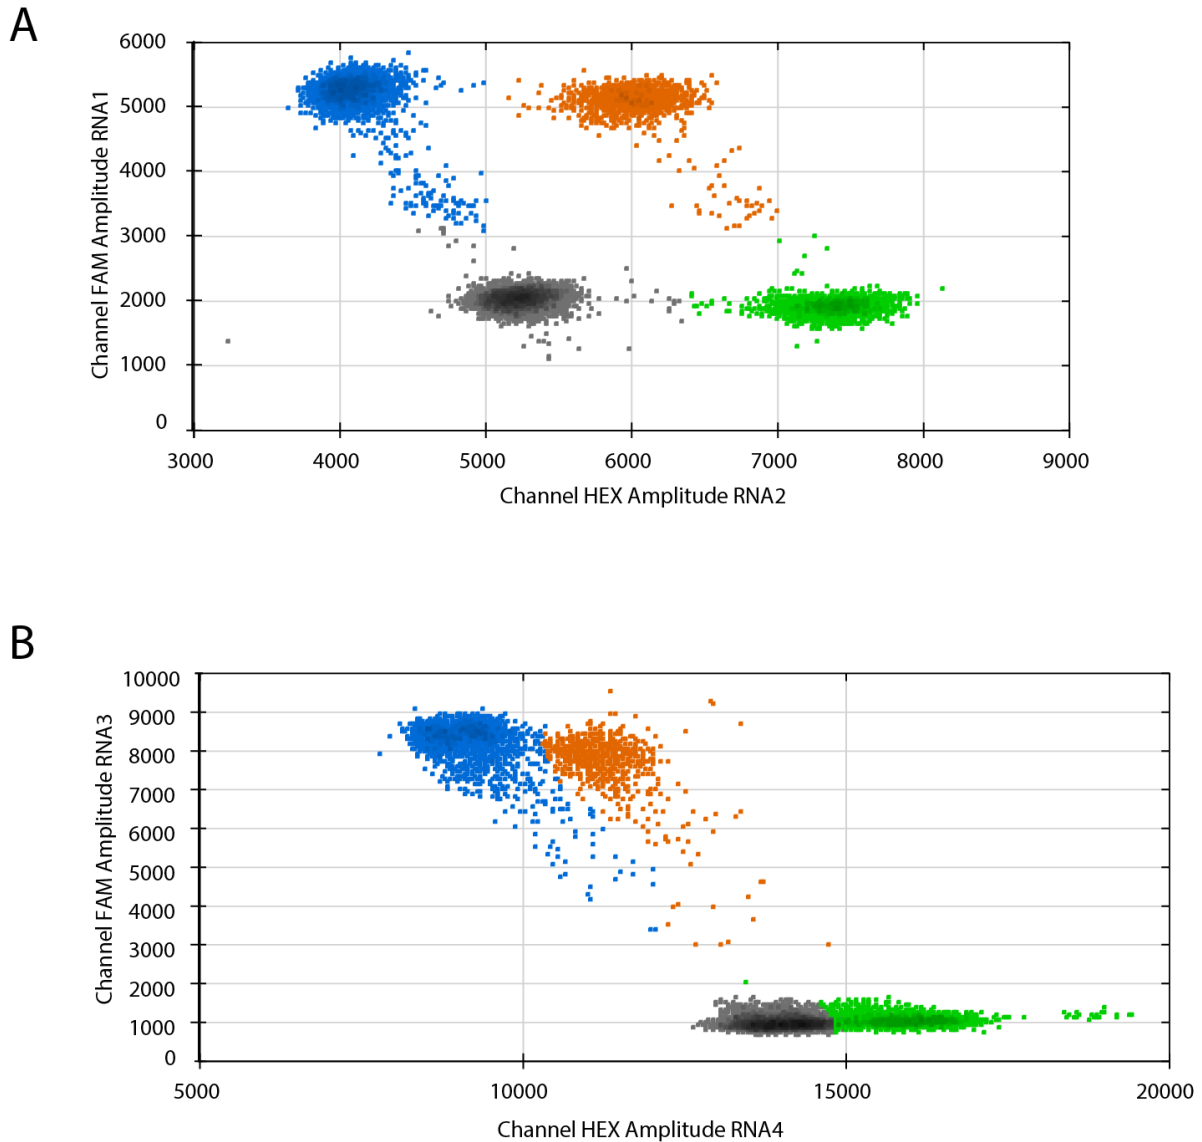 A
6000
5000
4000
3000
2000
1000
0
Channel FAM Amplitude RNA1
3000 4000 5000 6000 7000 8000 9000
Channel HEX Amplitude RNA2
B
10000
9000
8000
7000
6000
5000
4000
3000
2000
1000
0
Channel FAM Amplitude RNA3
5000 10000 15000 20000
Channel HEX Amplitude RNA4